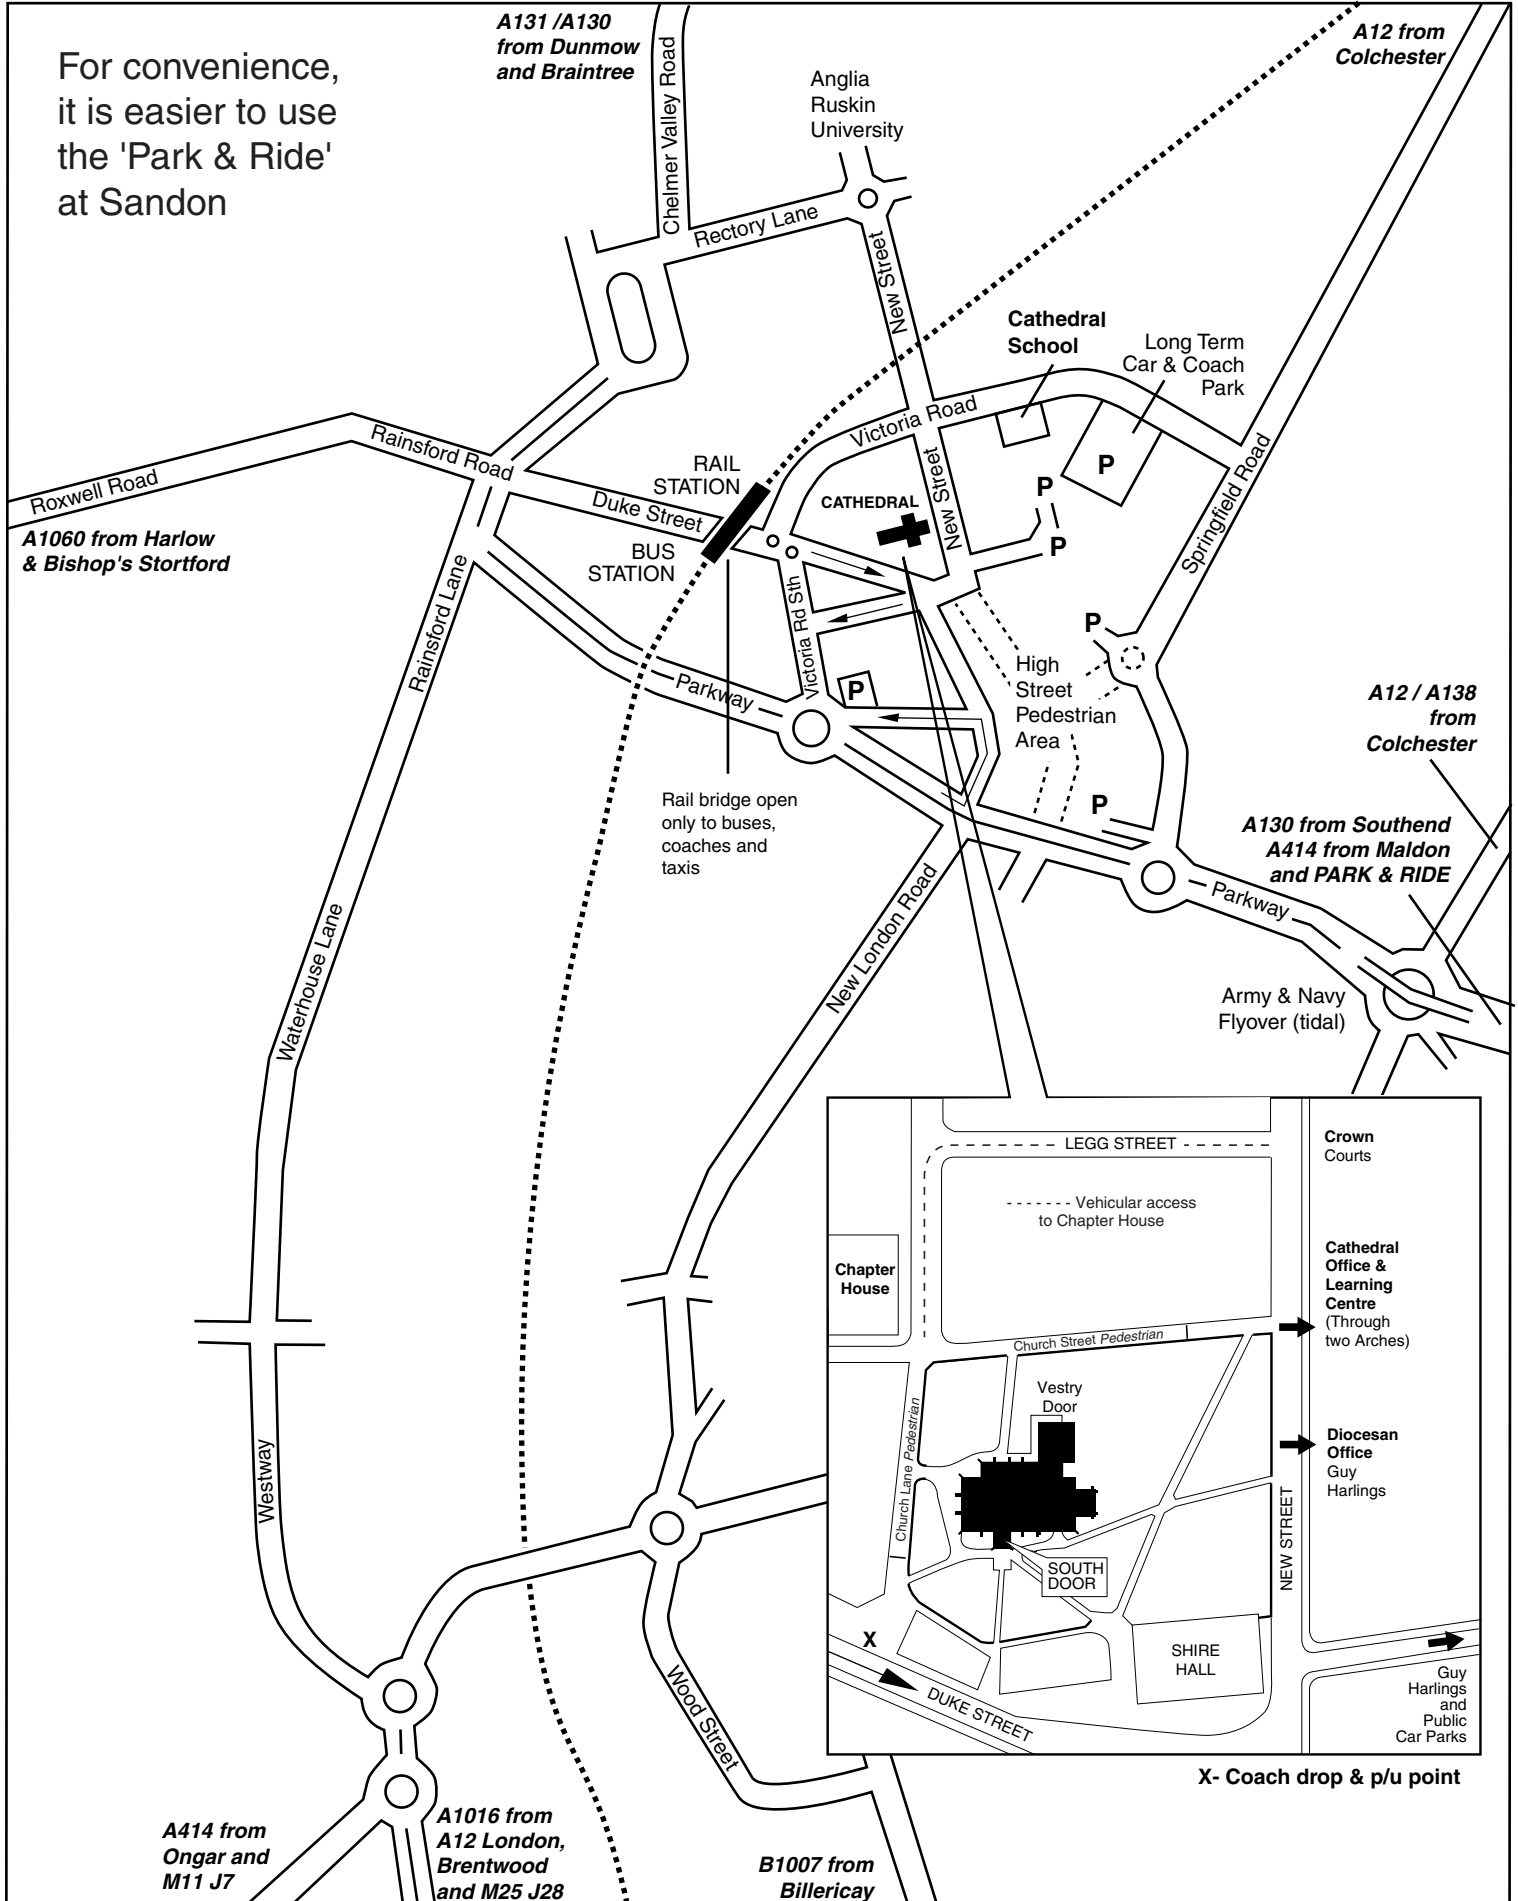 For convenience,
it is easier to use
the 'Park & Ride'
at Sandon
A131 /A130
from Dunmow
and Braintree
Chelmer Valley Road
Anglia
Ruskin
University
A12 from
Colchester
Rectory Lane
New Street
Cathedral
School
Long Term
Car & Coach
Park
P
Victoria Road
Rainsford Road
Roxwell Road
A1060 from Harlow
& Bishop's Stortford
RAIL
STATION
Duke Street
BUS
STATION
CATHEDRAL
New Street
P
P
Springfield Road
Rainsford Lane
Victoria Rd Sth
P
High
Street
Pedestrian
Area
P
Parkway
A12 / A138
from
Colchester
Rail bridge open
only to buses,
coaches and
taxis
P
A130 from Southend
A414 from Maldon
and PARK & RIDE
Parkway
New London Road
Waterhouse Lane
Army & Navy
Flyover (tidal)
LEGG STREET
Crown
Courts
Vehicular access
to Chapter House
Chapter
House
Cathedral
Office &
Learning
Centre
(Through
two Arches)
Church Street Pedestrian
Vestry
Door
Church Lane Pedestrian
Diocesan
Office
Guy
Harlings
NEW STREET
SOUTH
DOOR
X
SHIRE
HALL
DUKE STREET
Guy
Harlings
and
Public
Car Parks
X- Coach drop & p/u point
Westway
Wood Street
A414 from
Ongar and
M11 J7
A1016 from
A12 London,
Brentwood
and M25 J28
B1007 from
Billericay